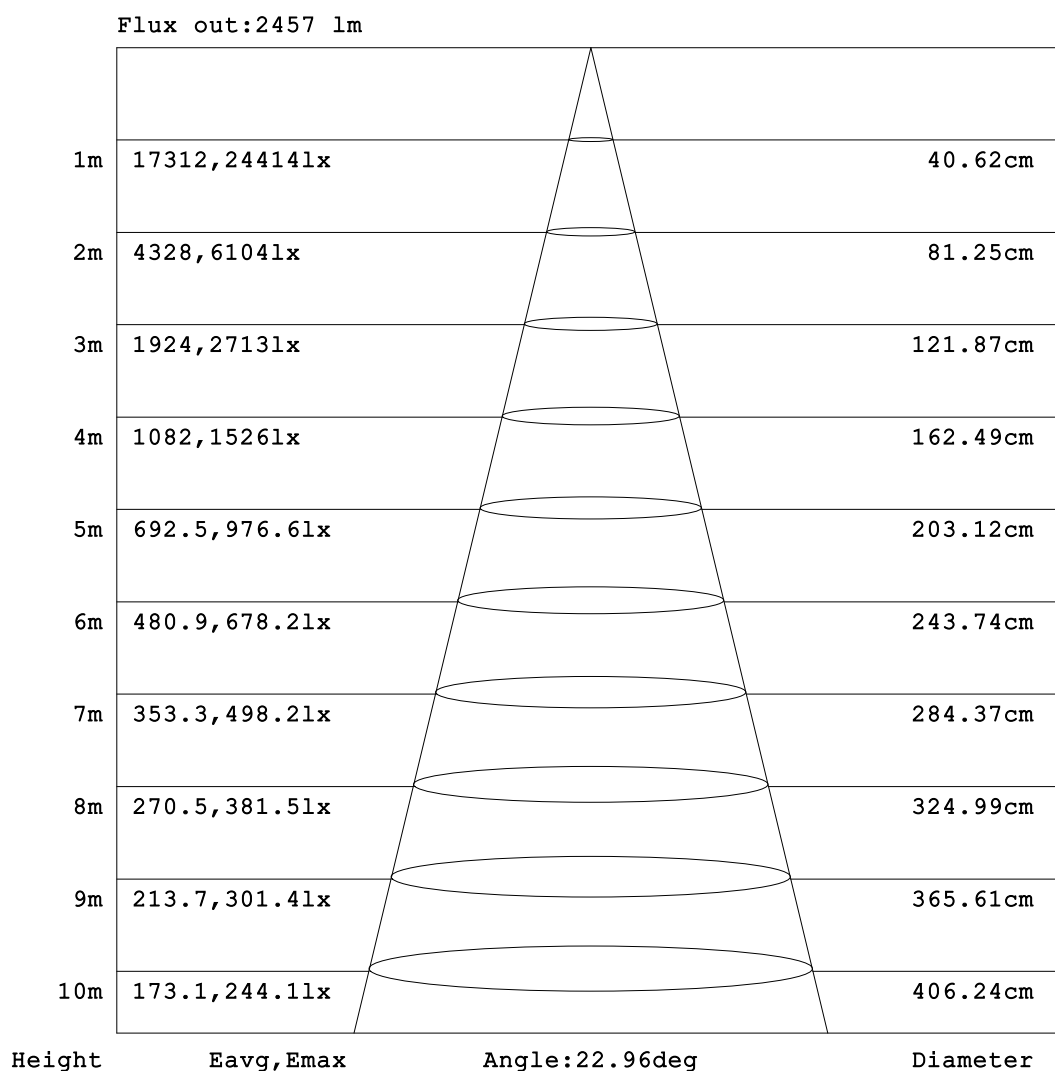 Flux out:2457 lm
1m 17312,24414lx 40.62cm
2m 4328,6104lx 81.25cm
3m 1924,2713lx 121.87cm
4m 1082,1526lx 162.49cm
5m 692.5,976.6lx 203.12cm
6m 480.9,678.2lx 243.74cm
7m 353.3,498.2lx 284.37cm
8m 270.5,381.5lx 324.99cm
9m 213.7,301.4lx 365.61cm
10m 173.1,244.1lx 406.24cm
Height Eavg,Emax Angle:22.96deg Diameter